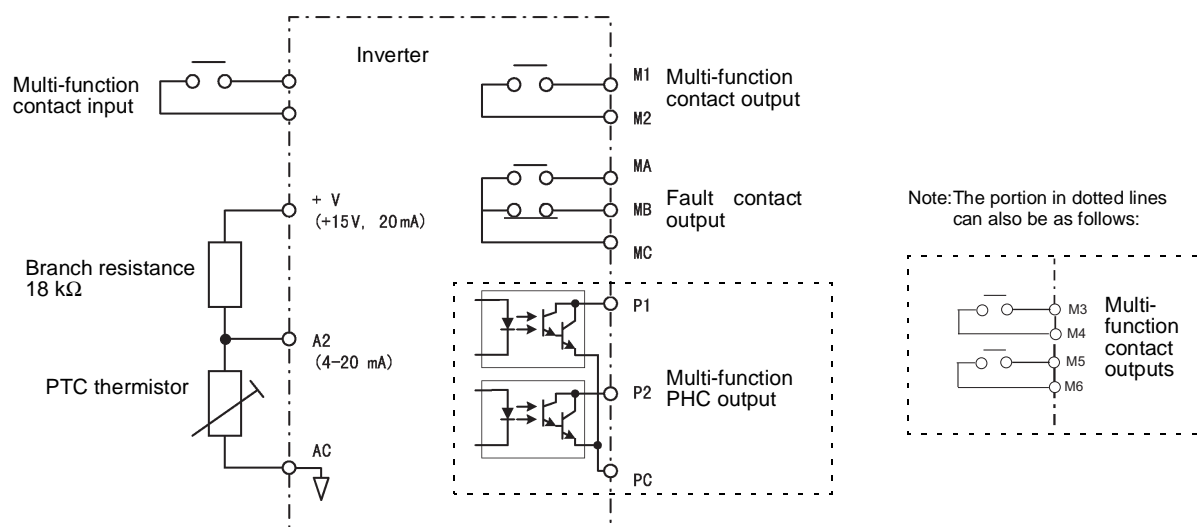 Inverter
Multi-function
contact input
M1
Multi-function
contact output
M2
MA
MB
Fault contact
output
MC
+ V
(+15V, 20mA)
Branch resistance
18 kΩ
A2
(4-20 mA)
PTC thermistor
AC
P1
P2
Multi-function
PHC output
PC
Note:The portion in dotted lines
can also be as follows:
M3
M4
M5
M6
Multi-
function
contact
outputs